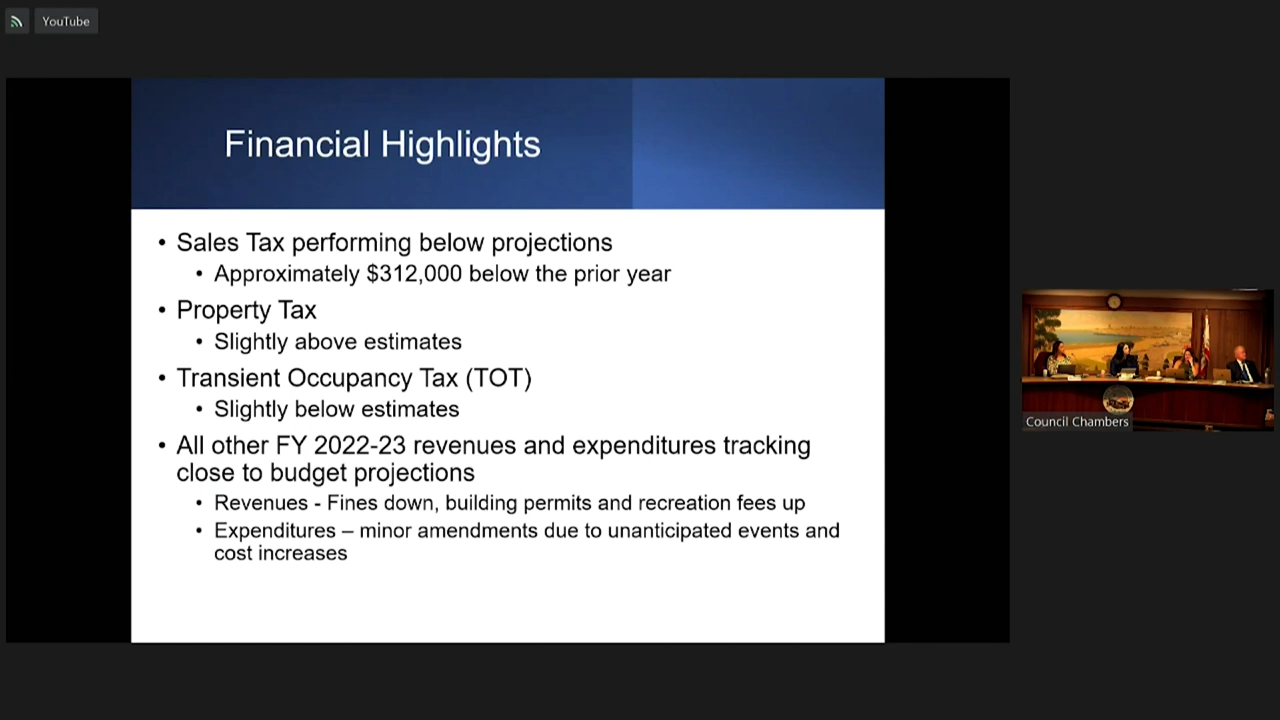 YouTube
Financial Highlights
• Sales Tax performing below projections
• Approximately $312,000 below the prior year
• Property Tax
• Slightly above estimates
• Transient Occupancy Tax (TOT)
• Slightly below estimates
• All other FY 2022-23 revenues and expenditures tracking
close to budget projections
• Revenues - Fines down, building permits and recreation fees up
• Expenditures – minor amendments due to unanticipated events and
cost increases
Council Chambers